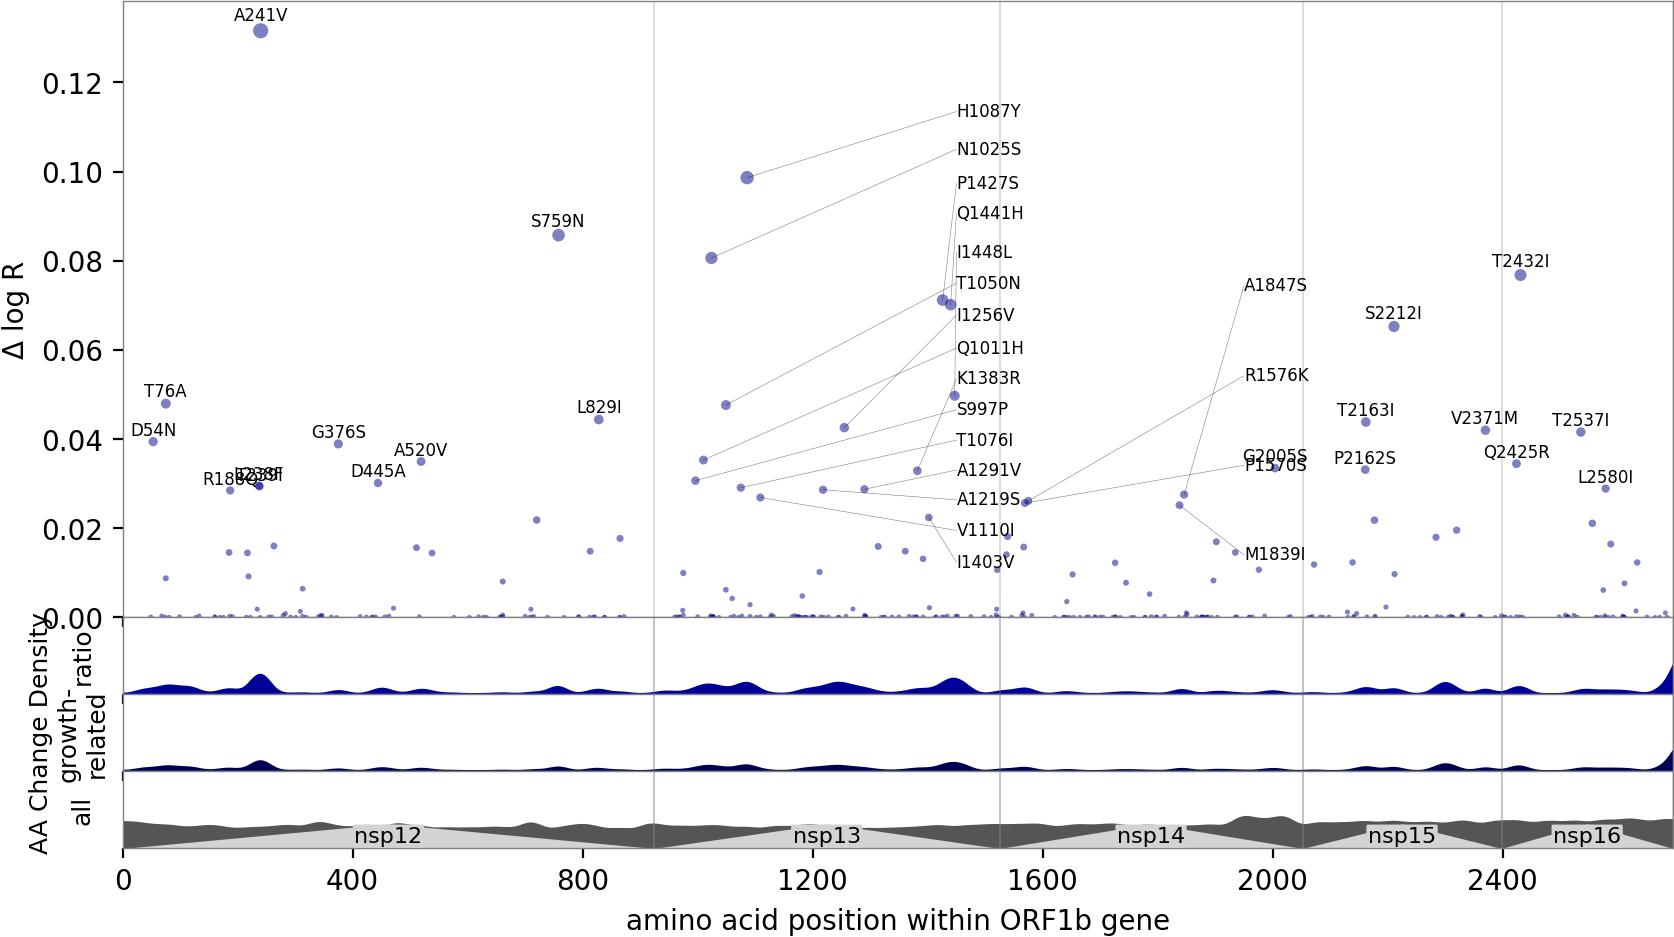 A241V
0.12
H1087Y
N1025S
0.10
P1427S
Q1441H
S759N
I1448L
0.08
T2432I
T1050N
A1847S
Δ log R
I1256V
S2212I
0.06
Q1011H
R1576K
K1383R
T76A
L829I
S997P
T2163I
V2371M
T2537I
D54N
G376S
0.04
T1076I
A520V
G2005S
P1570S
P2162S
Q2425R
D445A
A1291V
L2580I
A1219S
0.02
V1110I
M1839I
I1403V
0.00
AA Change Density
ratio
growth-
related
all
nsp12
nsp13
nsp14
nsp15
nsp16
0
400
800
1200
1600
2000
2400
amino acid position within ORF1b gene